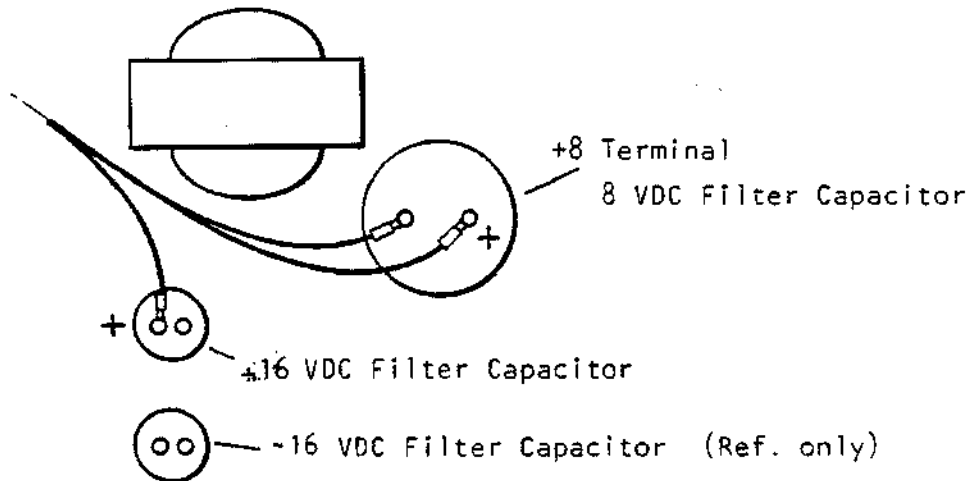 +8 Terminal
8 VDC Filter Capacitor
+
+
+16 VDC Filter Capacitor
-16 VDC Filter Capacitor (Ref. only)